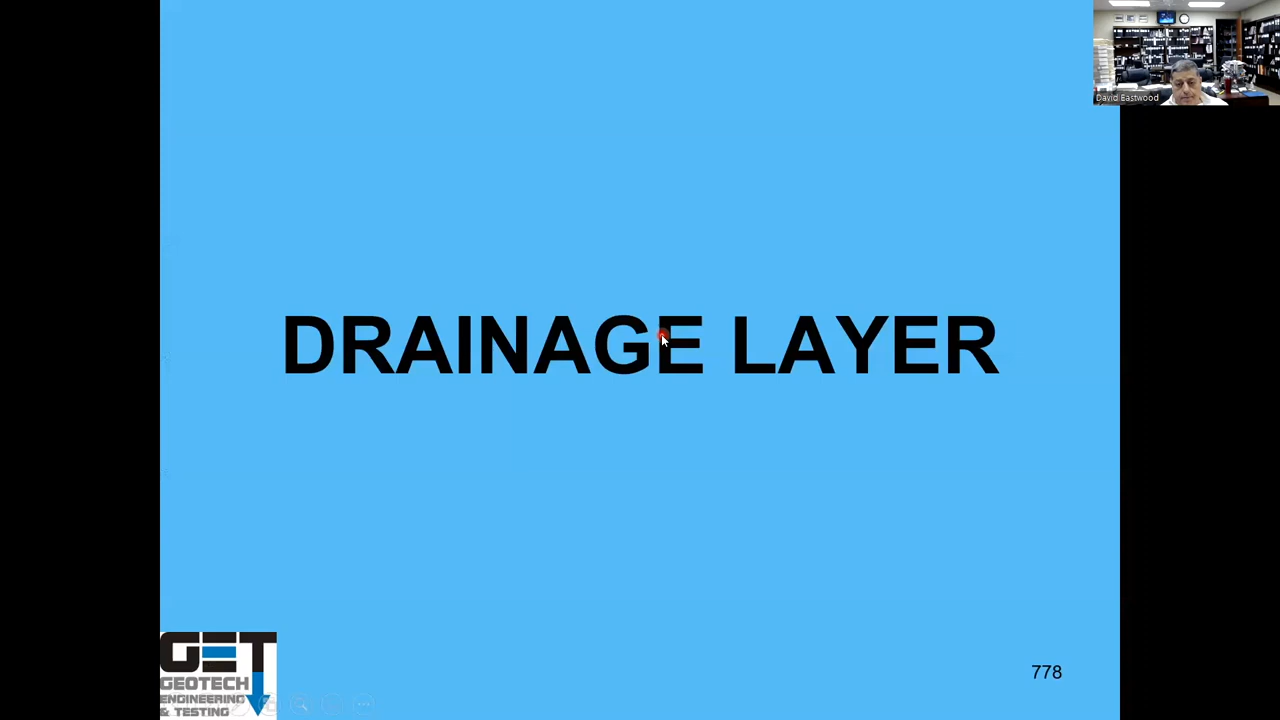 David Eastwood
DRAINAGE LAYER
GET
GEOTECH
ENGINEERING
& TESTING
778